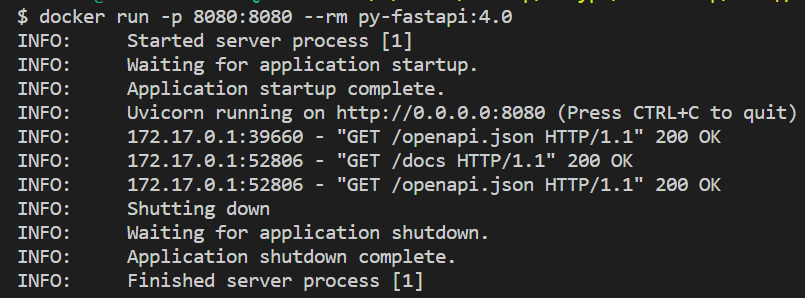 $ docker run -p 8080:8080 --rm py-fastapi:4.0
INFO:     Started server process [1]
INFO:     Waiting for application startup.
INFO:     Application startup complete.
INFO:     Uvicorn running on http://0.0.0.0:8080 (Press CTRL+C to quit)
INFO:     172.17.0.1:39660 - "GET /openapi.json HTTP/1.1" 200 OK
INFO:     172.17.0.1:52806 - "GET /docs HTTP/1.1" 200 OK
INFO:     172.17.0.1:52806 - "GET /openapi.json HTTP/1.1" 200 OK
INFO:     Shutting down
INFO:     Waiting for application shutdown.
INFO:     Application shutdown complete.
INFO:     Finished server process [1]